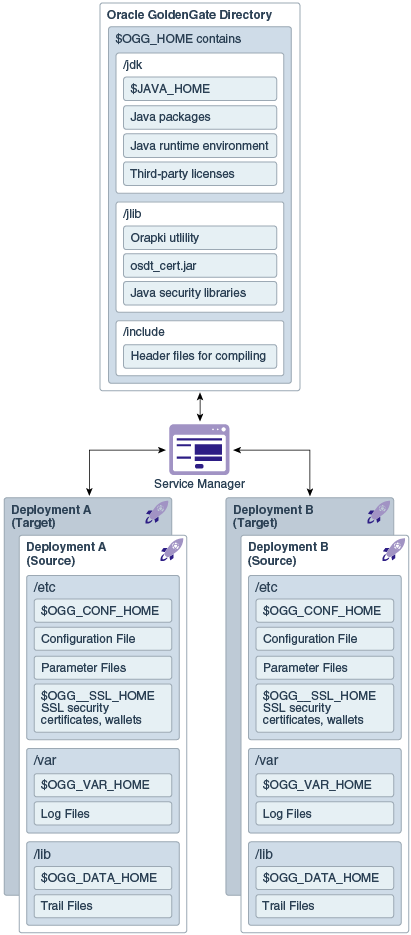 Oracle GoldenGate Directory
$OGG_HOME contains
/jdk
$JAVA_HOME
Java packages
Java runtime environment
Third-party licenses
/jlib
Orapki utlility
osdt_cert.jar
Java security libraries
/include
Header files for compiling
Service Manager
Deployment A
(Target)
Deployment A
(Source)
/etc
$OGG_CONF_HOME
Configuration File
Parameter Files
$OGG__SSL_HOME
SSL security
certificates, wallets
/var
$OGG_VAR_HOME
Log Files
/lib
$OGG_DATA_HOME
Trail Files
Deployment B
(Target)
Deployment B
(Source)
/etc
$OGG_CONF_HOME
Configuration File
Parameter Files
$OGG__SSL_HOME
SSL security
certificates, wallets
/var
$OGG_VAR_HOME
Log Files
/lib
$OGG_DATA_HOME
Trail Files